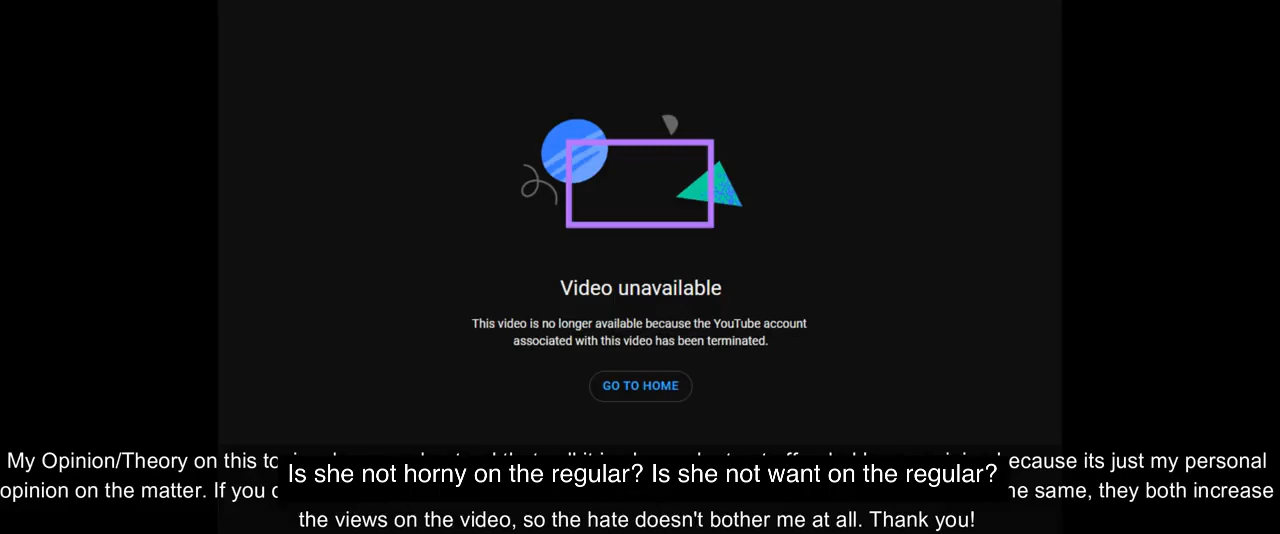 Video unavailable
This video is no longer available because the YouTube account
associated with this video has been terminated.
GO TO HOME
My Opinion/Theory on this because its just my personal
Is she not horny on the regular? Is she not want on the regular?
opinion on the matter. If you same, they both increase
the views on the video, so the hate doesn't bother me at all. Thank you!